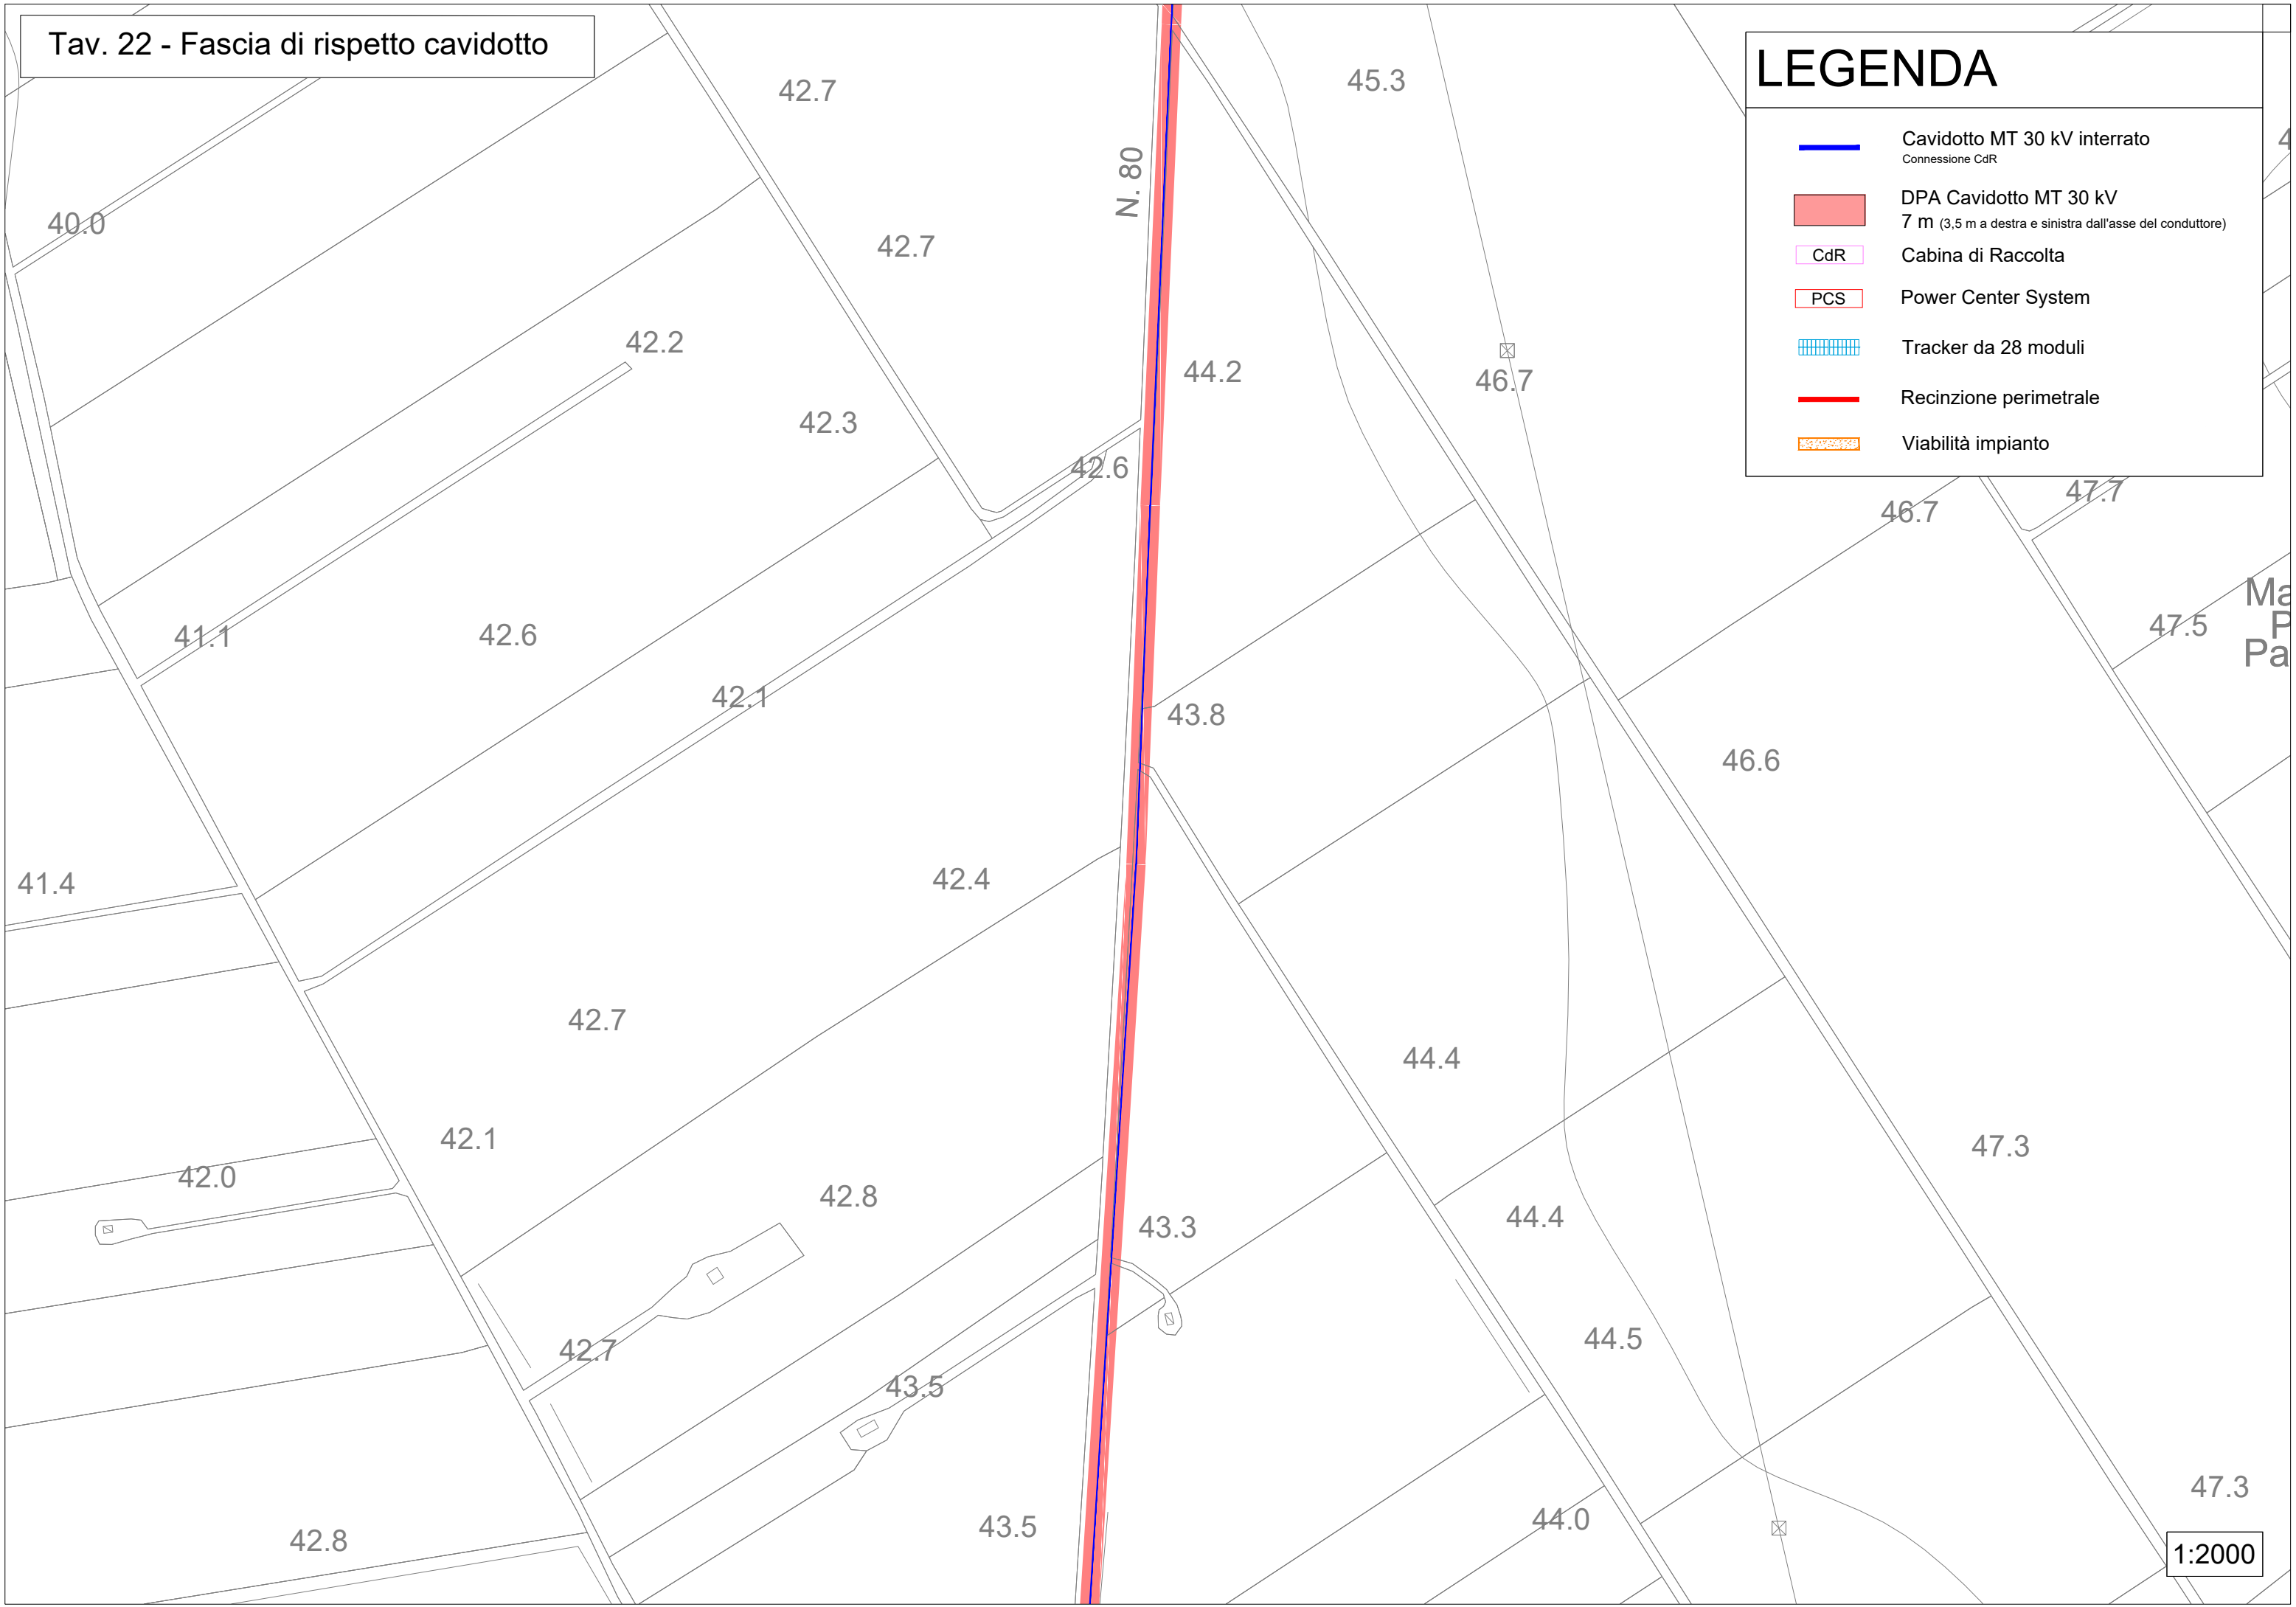 Tav. 22 - Fascia di rispetto cavidotto
LEGENDA
Cavidotto MT 30 kV interrato
Connessione CdR
DPA Cavidotto MT 30 kV
7 m (3,5 m a destra e sinistra dall'asse del conduttore)
CdR Cabina di Raccolta
PCS Power Center System
Tracker da 28 moduli
Recinzione perimetrale
Viabilità impianto
42.7
45.3
40.0
N. 80
42.7
42.2
44.2
46.7
42.3
42.6
47.7
46.7
Ma
P
Pa
47.5
41.1
42.6
42.1
43.8
46.6
41.4
42.4
42.7
44.4
42.1
47.3
42.0
42.8
43.3
44.4
44.5
42.7
43.5
47.3
43.5
44.0
42.8
1:2000